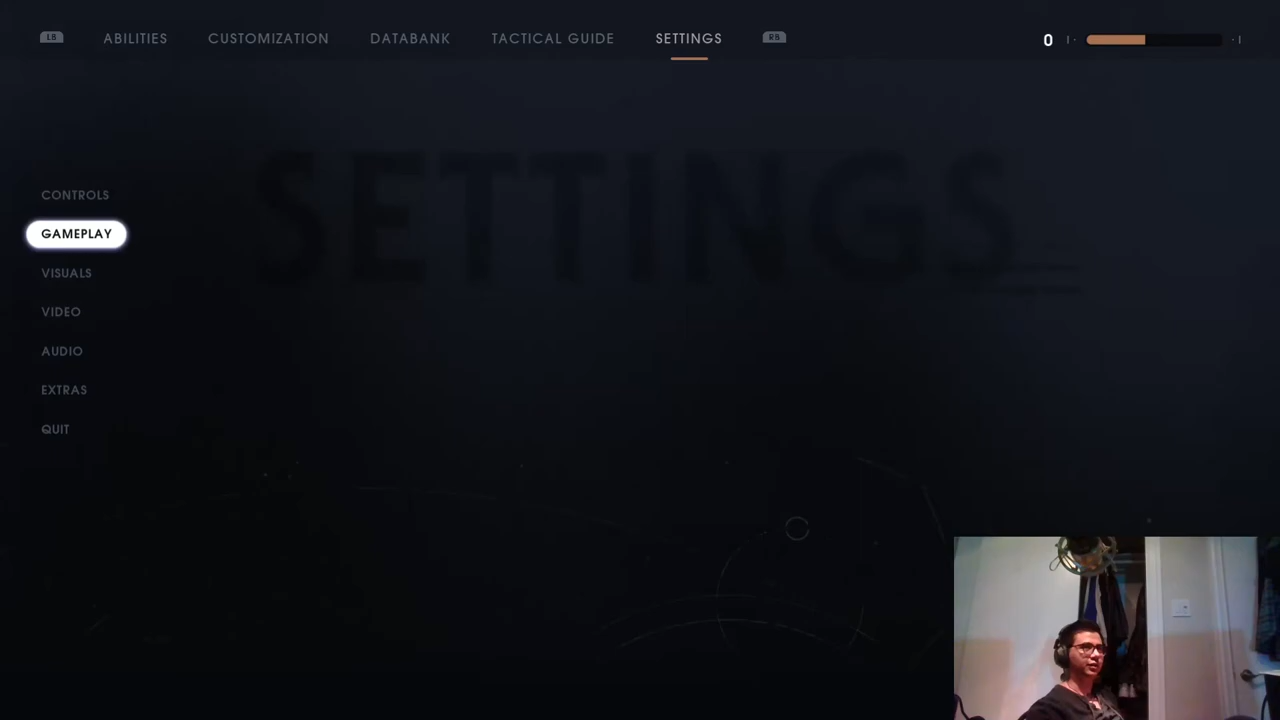 LB ABILITIES CUSTOMIZATION DATABANK TACTICAL GUIDE SETTINGS RB 0
SETTINGS
CONTROLS
GAMEPLAY
VISUALS
VIDEO
AUDIO
EXTRAS
QUIT